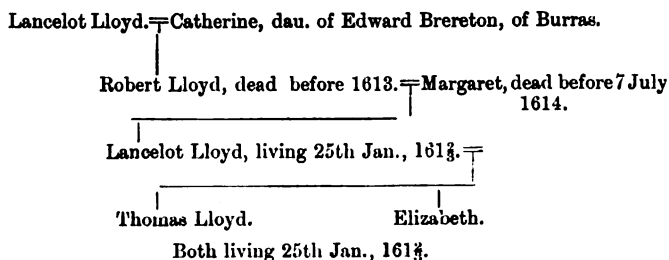 Lancelot Lloyd.=Catherine, dau. of Edward Brereton, of Burras.
Robert Lloyd, dead before 1613.=Margaret, dead before 7 July
1614.
Lancelot Lloyd, living 25th Jan., 161⅔.=
Thomas Lloyd. Elizabeth.
Both living 25th Jan., 161⅔.